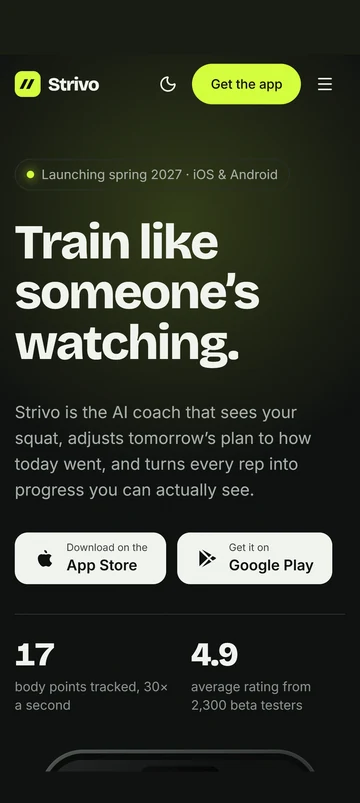 Strivo
Get the app
Launching spring 2027 · iOS & Android
Train like
someone’s
watching.
Strivo is the AI coach that sees your
squat, adjusts tomorrow’s plan to how
today went, and turns every rep into
progress you can actually see.
Download on the
App Store
Get it on
Google Play
17
body points tracked, 30×
a second
4.9
average rating from
2,300 beta testers